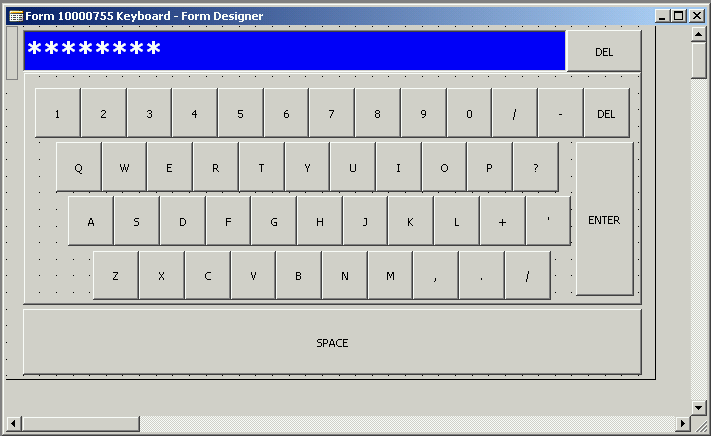 Form 10000755 Keyboard - Form Designer
******** DEL
1 2 3 4 5 6 7 8 9 0 / - DEL
Q W E R T Y U I O P ?
A S D F G H J K L + ' ENTER
Z X C V B N M , . /
SPACE